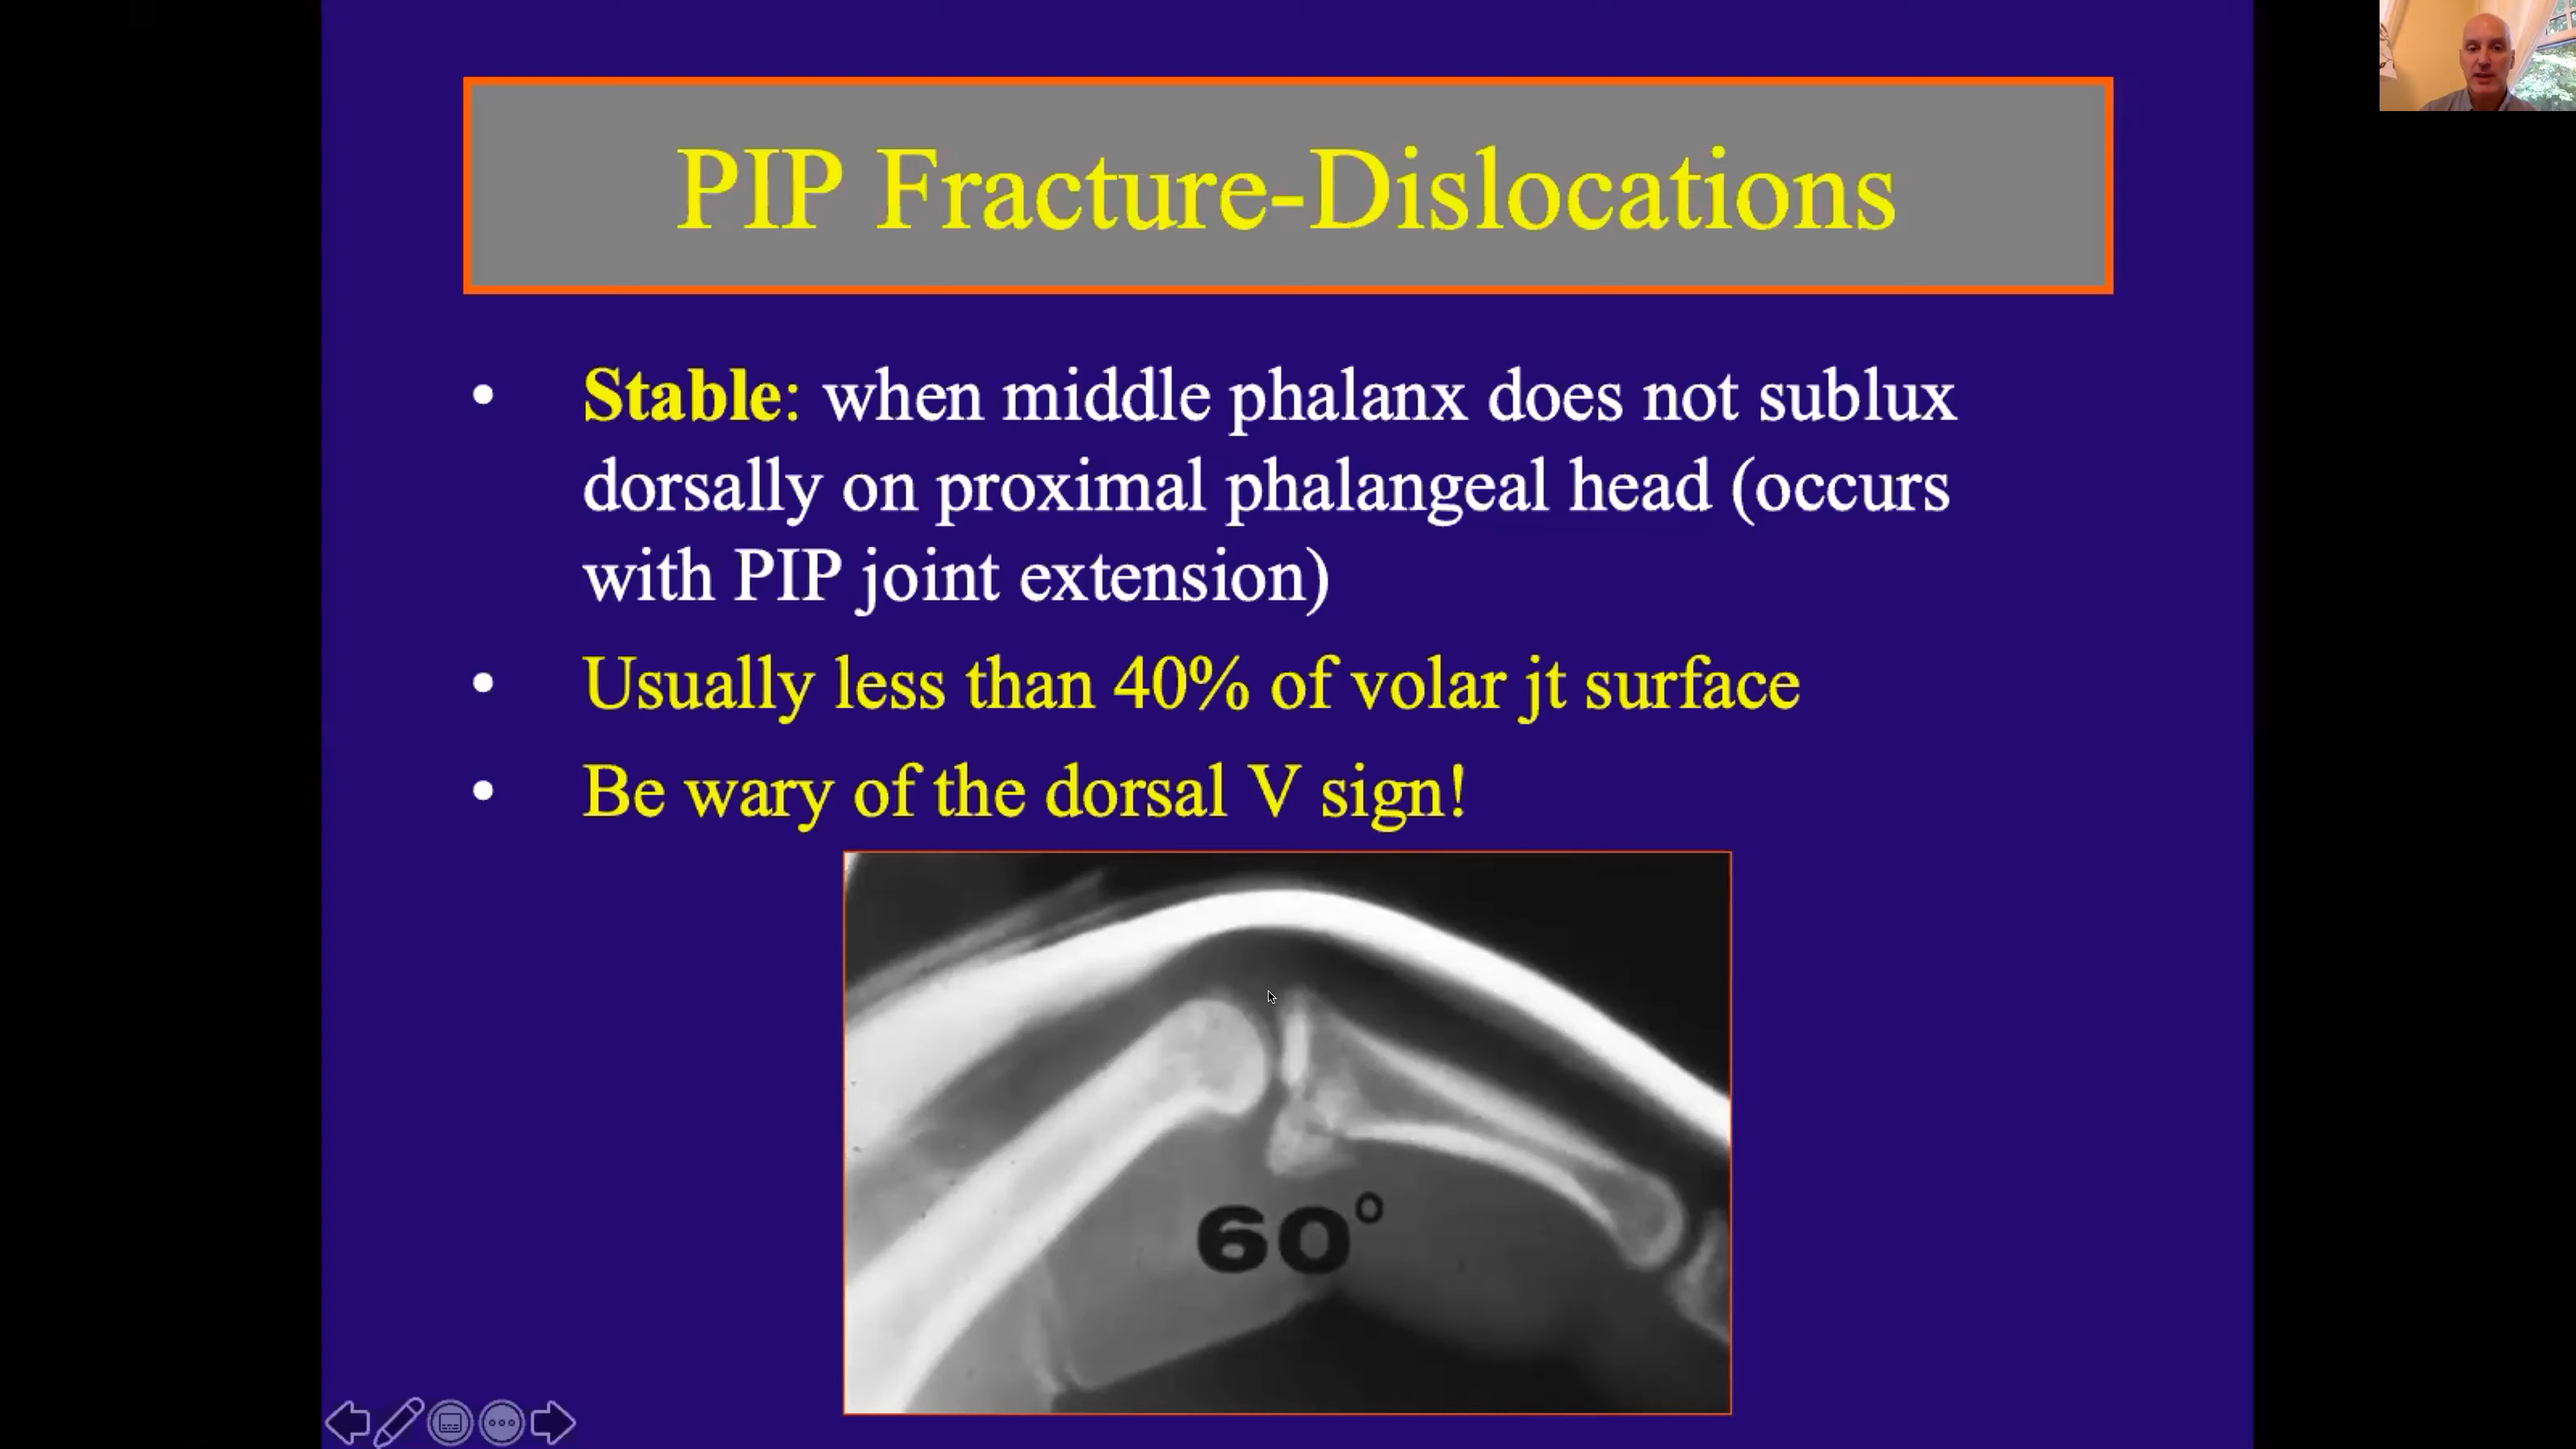 PIP Fracture-Dislocations
• Stable: when middle phalanx does not sublux
dorsally on proximal phalangeal head (occurs
with PIP joint extension)
• Usually less than 40% of volar jt surface
• Be wary of the dorsal V sign!
60°